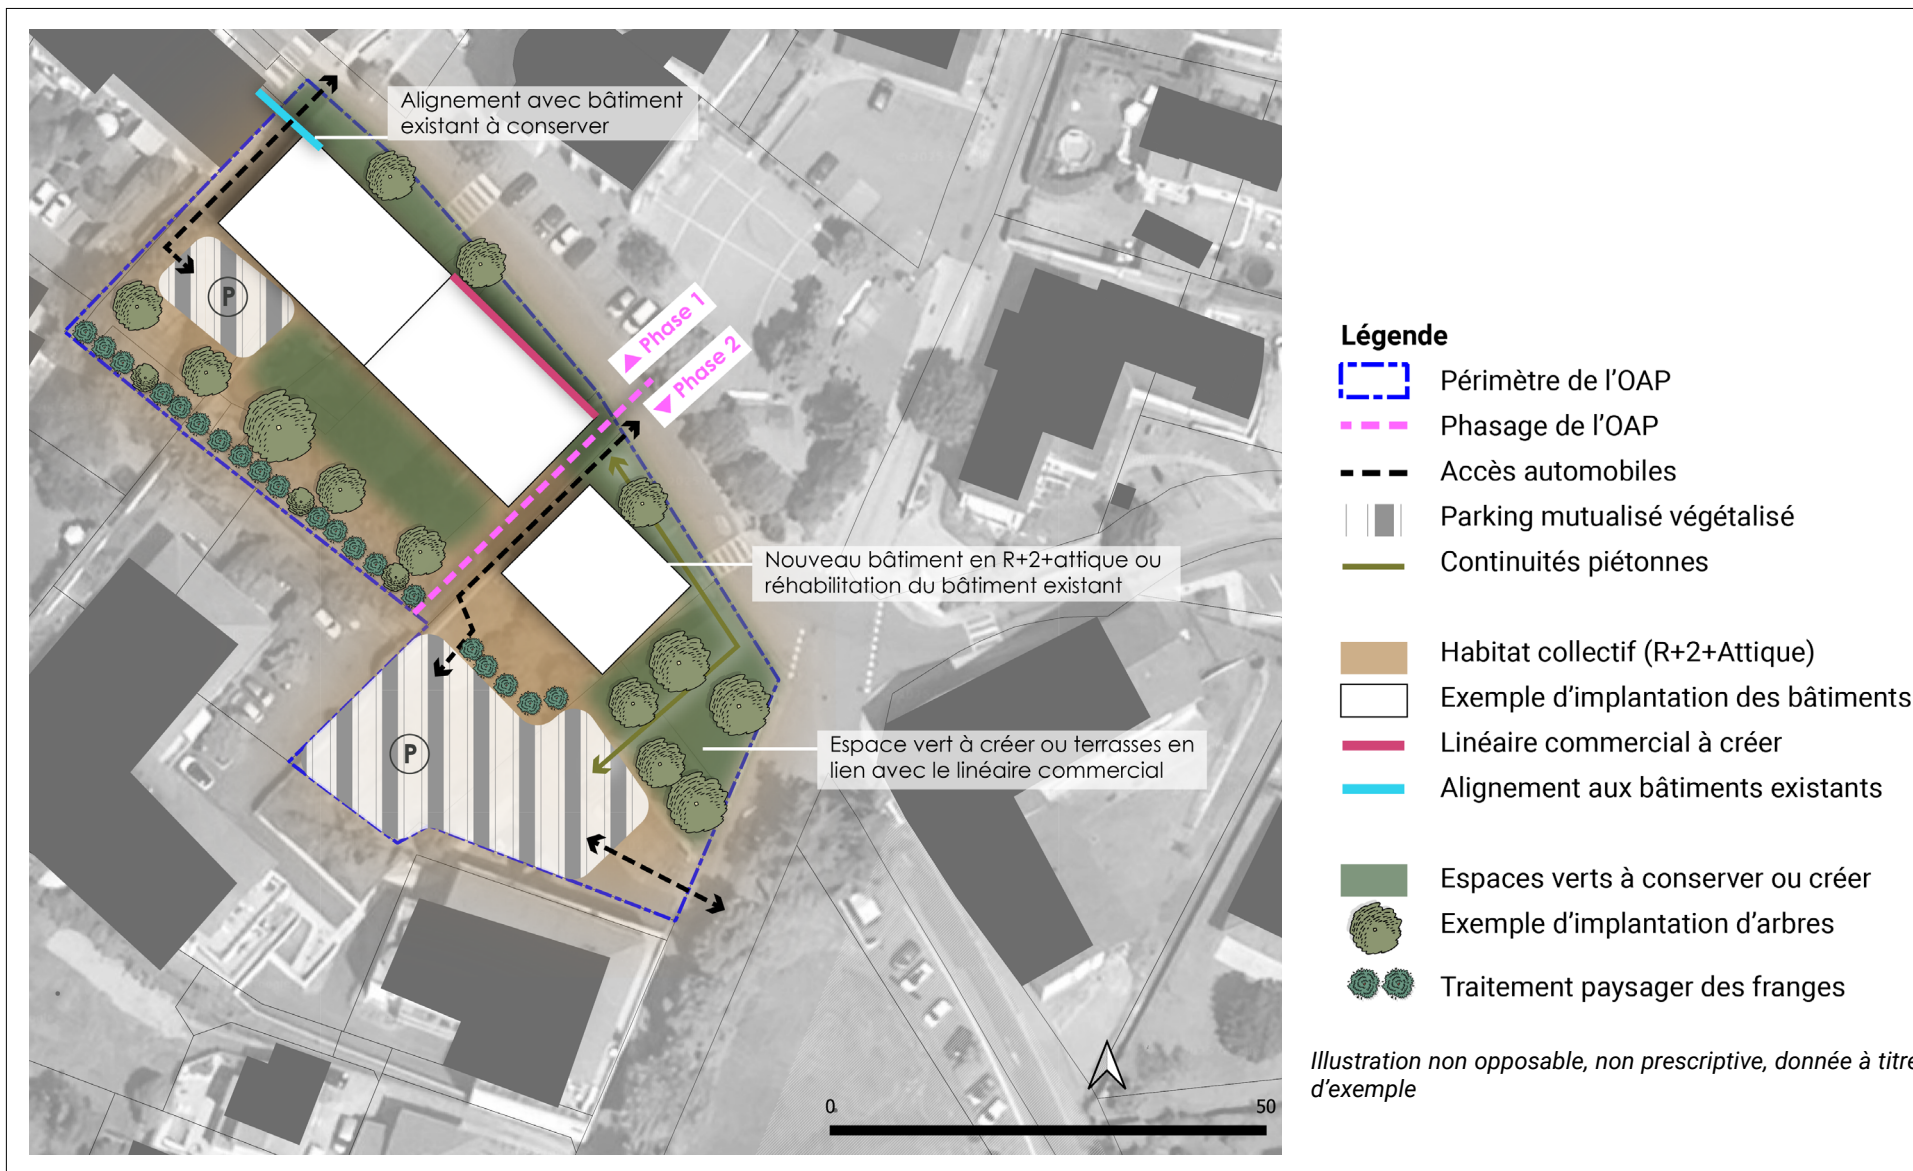 Alignement avec bâtiment
existant à conserver
P
Phase 1
Phase 2
Nouveau bâtiment en R+2+attique ou
réhabilitation du bâtiment existant
Espace vert à créer ou terrasses en
lien avec le linéaire commercial
P
0
50
Légende
Périmètre de l'OAP
Phasage de l'OAP
Accès automobiles
Parking mutualisé végétalisé
Continuités piétonnes
Habitat collectif (R+2+Attique)
Exemple d'implantation des bâtiments
Linéaire commercial à créer
Alignement aux bâtiments existants
Espaces verts à conserver ou créer
Exemple d'implantation d'arbres
Traitement paysager des franges
Illustration non opposable, non prescriptive, donnée à titre
d'exemple